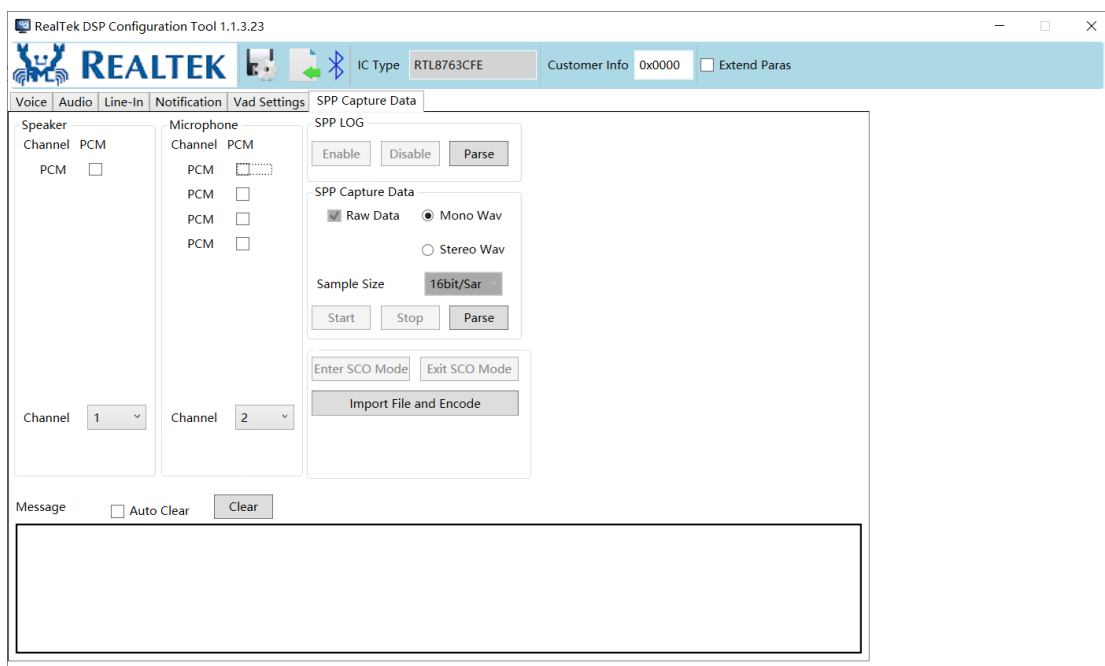 RealTek DSP Configuration Tool 1.1.3.23
REALTEK IC Type RTL8763CFE Customer Info 0x0000 Extend Paras
Voice Audio Line-In Notification Vad Settings SPP Capture Data
Speaker
Channel PCM
PCM
Channel 1
Microphone
Channel PCM
PCM
PCM
PCM
PCM
Channel 2
SPP LOG
Enable Disable Parse
SPP Capture Data
Raw Data Mono Wav
Stereo Wav
Sample Size 16bit/Sar
Start Stop Parse
Enter SCO Mode Exit SCO Mode
Import File and Encode
Message Auto Clear Clear